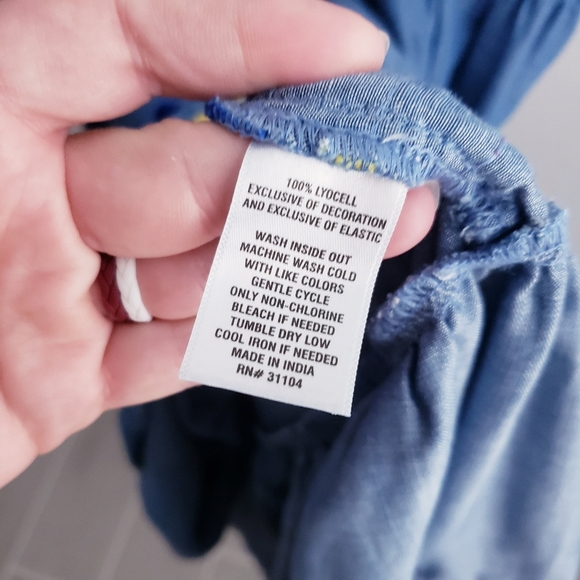 100% LYOCELL
EXCLUSIVE OF DECORATION
AND EXCLUSIVE OF ELASTIC
WASH INSIDE OUT
MACHINE WASH COLD
WITH LIKE COLORS
GENTLE CYCLE
ONLY NON-CHLORINE
BLEACH IF NEEDED
TUMBLE DRY LOW
COOL IRON IF NEEDED
MADE IN INDIA
RN# 31104